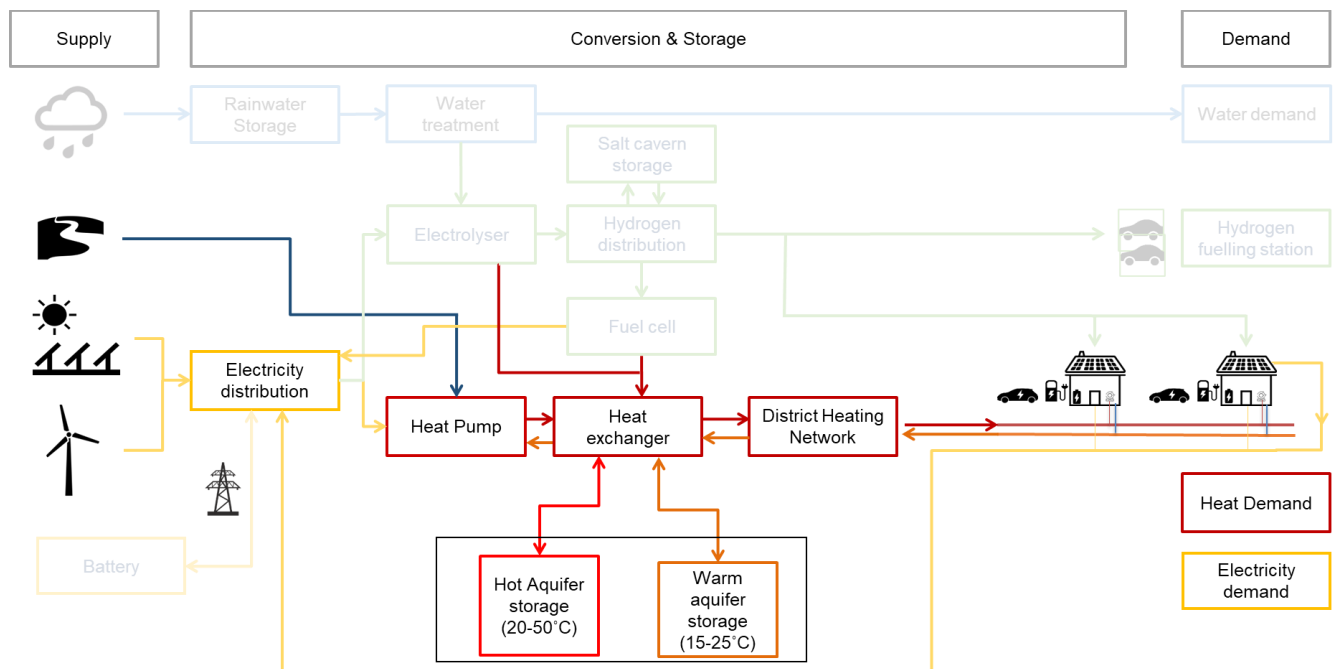 Supply
Conversion & Storage
Demand
Rainwater
Storage
Water
treatment
Water demand
Salt cavern
storage
Electrolyser
Hydrogen
distribution
Hydrogen
fuelling station
Fuel cell
Electricity
distribution
Heat Pump
Heat
exchanger
District Heating
Network
Heat Demand
Battery
Hot Aquifer
storage
(20-50˚C)
Warm
aquifer
storage
(15-25˚C)
Electricity
demand